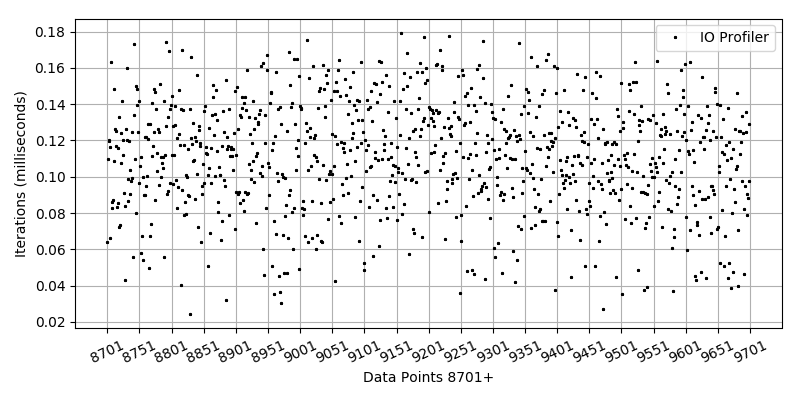 IO Profiler
0.18
0.16
0.14
0.12
0.10
0.08
0.06
0.04
0.02
Iterations (milliseconds)
8701 8751 8801 8851 8901 8951 9001 9051 9101 9151 9201 9251 9301 9351 9401 9451 9501 9551 9601 9651 9701
Data Points 8701+